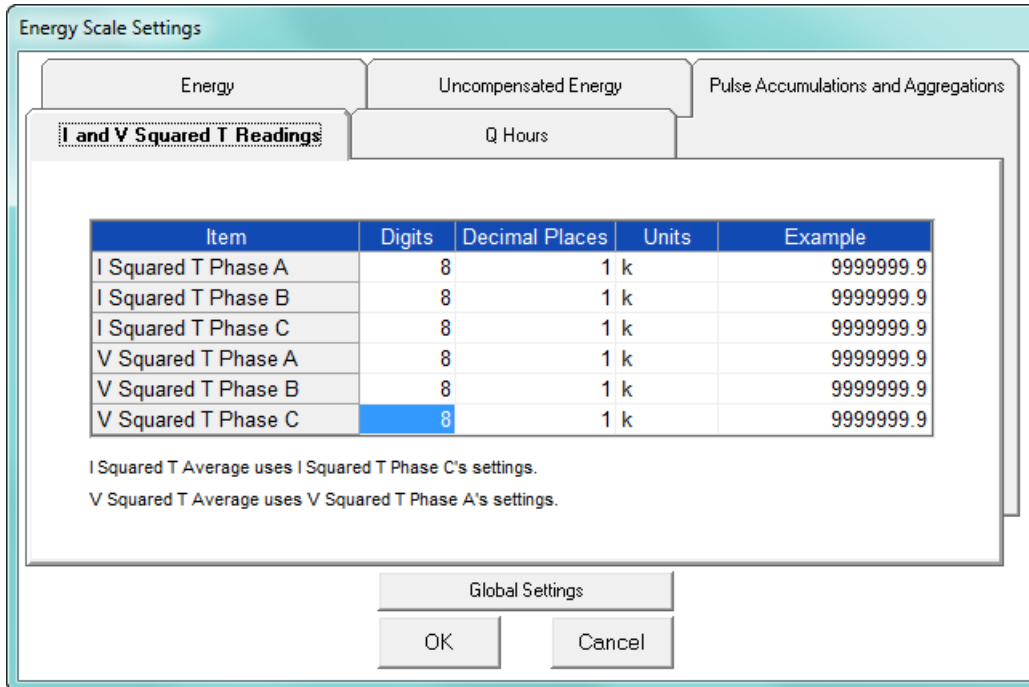 Energy Scale Settings
Energy Uncompensated Energy Pulse Accumulations and Aggregations
I and V Squared T Readings Q Hours
Item Digits Decimal Places Units Example
I Squared T Phase A 8 1 k 9999999.9
I Squared T Phase B 8 1 k 9999999.9
I Squared T Phase C 8 1 k 9999999.9
V Squared T Phase A 8 1 k 9999999.9
V Squared T Phase B 8 1 k 9999999.9
V Squared T Phase C 8 1 k 9999999.9
I Squared T Average uses I Squared T Phase C's settings.
V Squared T Average uses V Squared T Phase A's settings.
Global Settings
OK Cancel